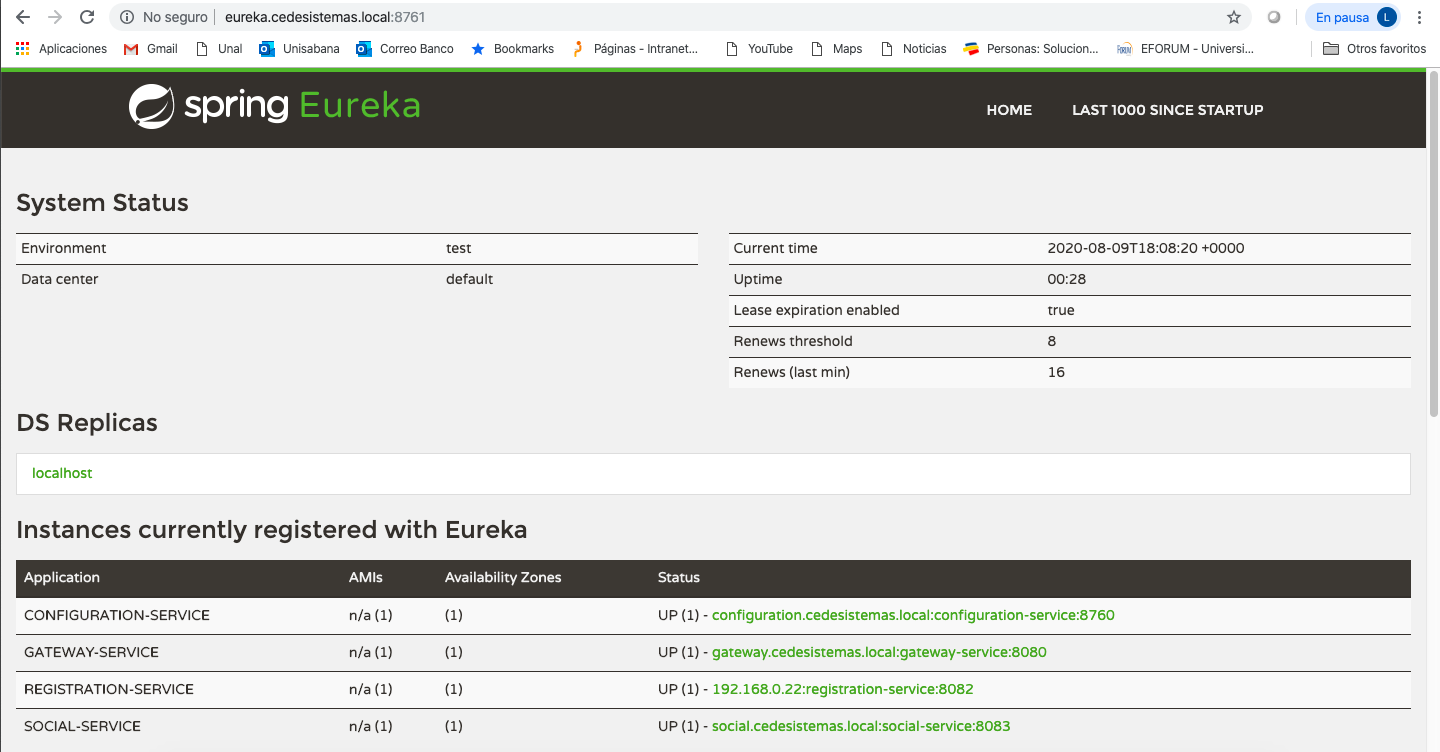 No seguro eureka.cedesistemas.local:8761 En pausa L
Aplicaciones Gmail Unal Unisabana Correo Banco Bookmarks Páginas - Intranet... YouTube Maps Noticias Personas: Solucion... EFORUM - Universi... Otros favoritos
spring Eureka HOME LAST 1000 SINCE STARTUP
System Status
Environment test
Data center default
Current time 2020-08-09T18:08:20 +0000
Uptime 00:28
Lease expiration enabled true
Renews threshold 8
Renews (last min) 16
DS Replicas
localhost
Instances currently registered with Eureka
Application AMIs Availability Zones Status
CONFIGURATION-SERVICE n/a (1) (1) UP (1) - configuration.cedesistemas.local:configuration-service:8760
GATEWAY-SERVICE n/a (1) (1) UP (1) - gateway.cedesistemas.local:gateway-service:8080
REGISTRATION-SERVICE n/a (1) (1) UP (1) - 192.168.0.22:registration-service:8082
SOCIAL-SERVICE n/a (1) (1) UP (1) - social.cedesistemas.local:social-service:8083